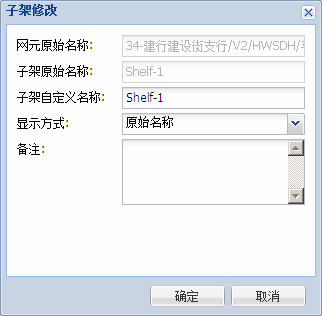 子架修改
网元原始名称: 34-建行建设街支行/V2/HWSDH/
子架原始名称: Shelf-1
子架自定义名称: Shelf-1
显示方式: 原始名称
备注:
确定 取消